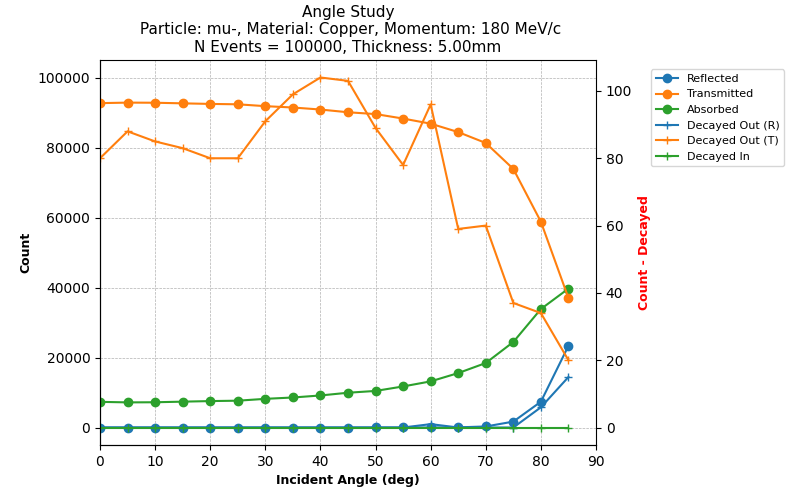 Angle Study
Particle: mu-, Material: Copper, Momentum: 180 MeV/c
N Events = 100000, Thickness: 5.00mm
100000
80000
60000
40000
20000
0
Count
0 10 20 30 40 50 60 70 80 90
Incident Angle (deg)
100
80
60
40
20
0
Count - Decayed
Reflected
Transmitted
Absorbed
Decayed Out (R)
Decayed Out (T)
Decayed In